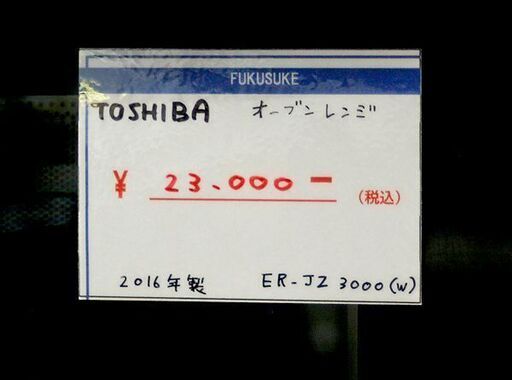 FUKUSUKE
TOSHIBA オーブンレンジ
¥ 23.000 ー (税込)
2016年製 ER-JZ3000(W)